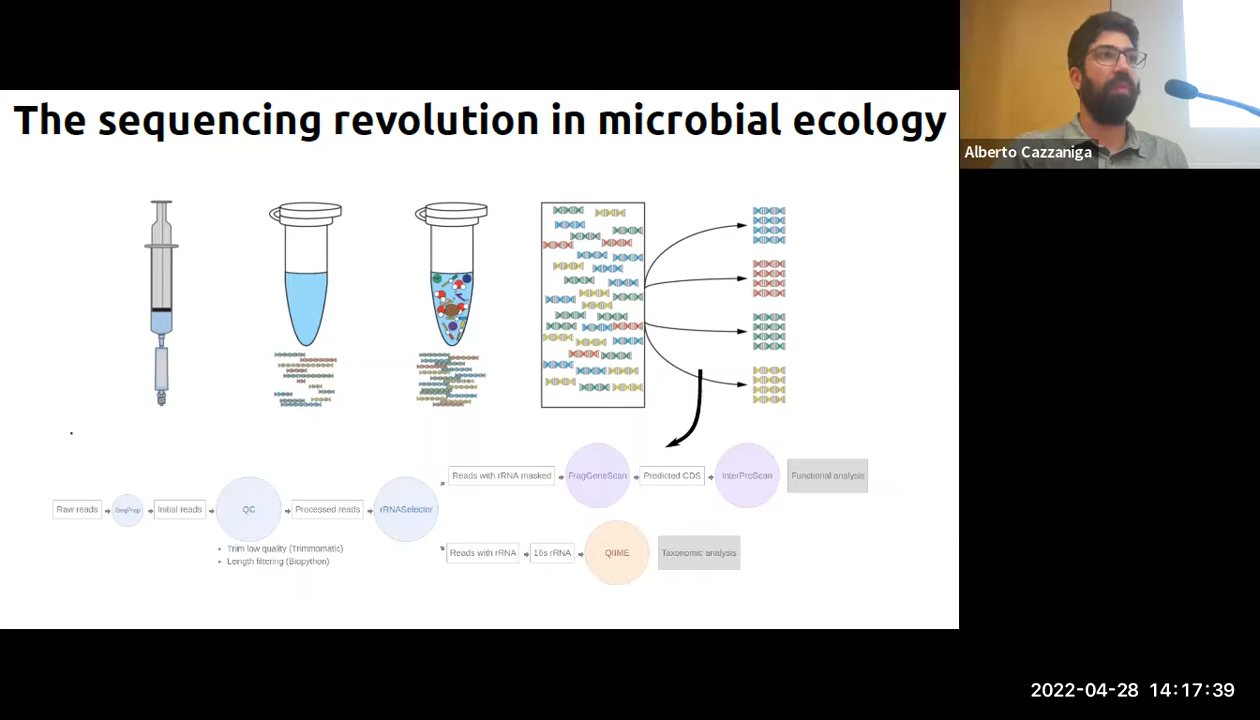 The sequencing revolution in microbial ecology
Alberto Cazzaniga
Reads with rRNA masked
FragGeneScan
Predicted CDS
InterProScan
Functional analysis
Raw reads
SeqPrep
Initial reads
QC
Processed reads
rRNASelector
• Trim low quality (Trimmomatic)
• Length filtering (Biopython)
Reads with rRNA
16s rRNA
QIIME
Taxonomic analysis
2022-04-28 14:17:39